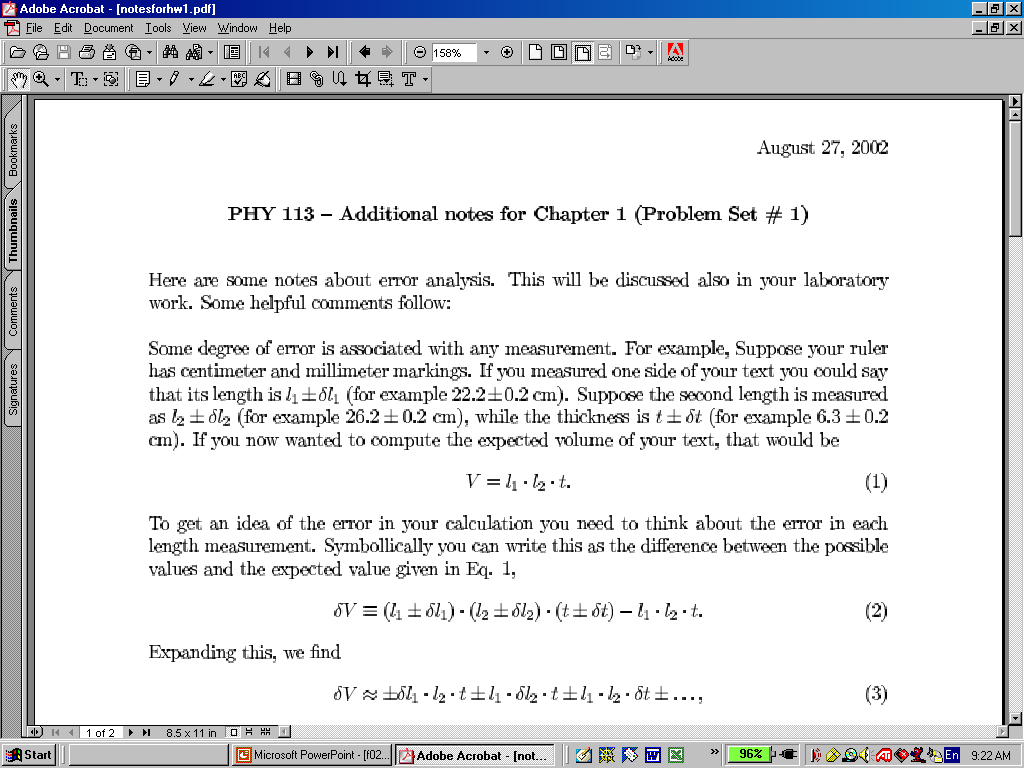 Adobe Acrobat - [notesforhw1.pdf]
File Edit Document Tools View Window Help
158%
Adobe
Bookmarks
Thumbnails
Comments
Signatures
August 27, 2002
PHY 113 – Additional notes for Chapter 1 (Problem Set # 1)
Here are some notes about error analysis. This will be discussed also in your laboratory
work. Some helpful comments follow:
Some degree of error is associated with any measurement. For example, Suppose your ruler
has centimeter and millimeter markings. If you measured one side of your text you could say
that its length is l₁ ± δl₁ (for example 22.2±0.2 cm). Suppose the second length is measured
as l₂ ± δl₂ (for example 26.2 ± 0.2 cm), while the thickness is t ± δt (for example 6.3 ± 0.2
cm). If you now wanted to compute the expected volume of your text, that would be
V = l₁ · l₂ · t. (1)
To get an idea of the error in your calculation you need to think about the error in each
length measurement. Symbollically you can write this as the difference between the possible
values and the expected value given in Eq. 1,
δV ≡ (l₁ ± δl₁) · (l₂ ± δl₂) · (t ± δt) − l₁ · l₂ · t. (2)
Expanding this, we find
δV ≈ ±δl₁ · l₂ · t ± l₁ · δl₂ · t ± l₁ · l₂ · δt ± ..., (3)
1 of 2 8.5 x 11 in
Start Microsoft PowerPoint - [f02... Adobe Acrobat - [not... » 96% En 9:22 AM